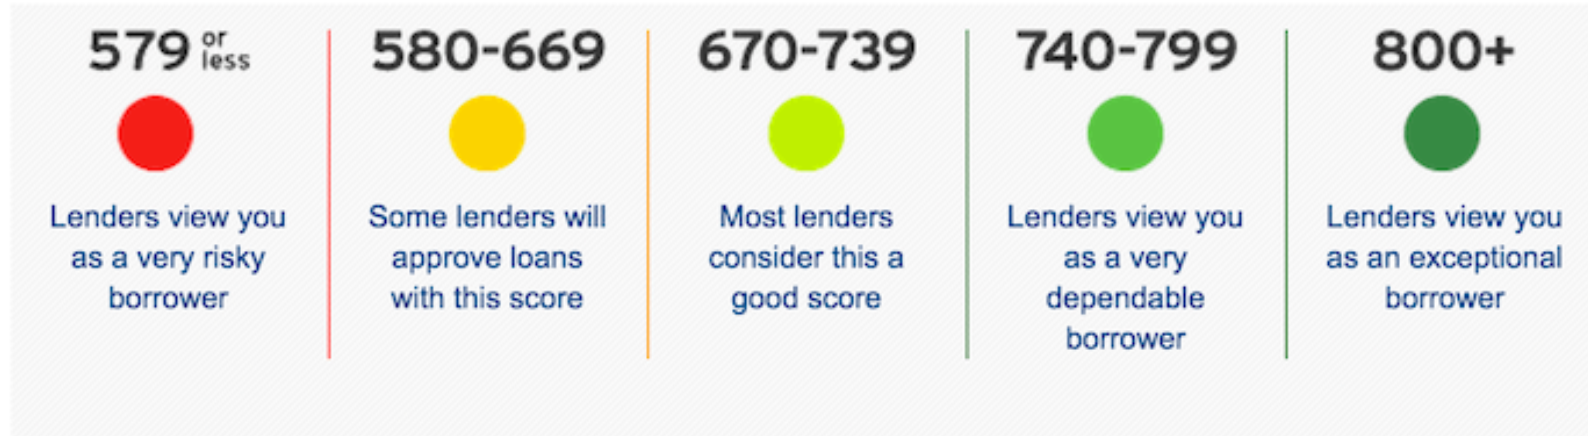 579 or less
Lenders view you
as a very risky
borrower
580-669
Some lenders will
approve loans
with this score
670-739
Most lenders
consider this a
good score
740-799
Lenders view you
as a very
dependable
borrower
800+
Lenders view you
as an exceptional
borrower